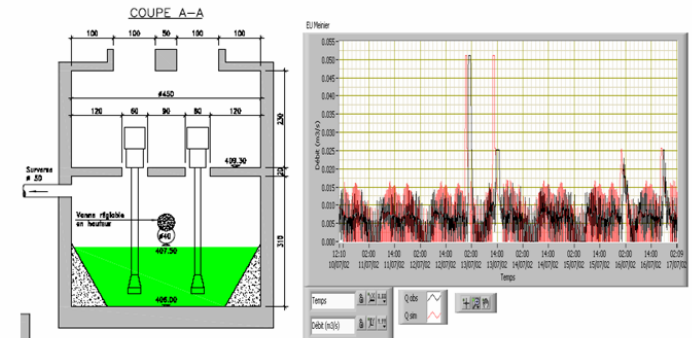 COUPE A-A
100 100 50 100 100
ø450
120 60 90 60 120
230
409.30
20
Surverse
ø 50
Vanne réglable
en hauteur
ø40
407.50
310
406.00
EU Meinier
Débit (m3/s)
0.055
0.050
0.045
0.040
0.035
0.030
0.025
0.020
0.015
0.010
0.005
0.000
12:10 02:00 14:00 02:00 14:00 02:00 14:00 02:00 14:00 02:00 14:00 02:00 14:00 02:09
10/07/02 11/07/02 11/07/02 12/07/02 12/07/02 13/07/02 13/07/02 14/07/02 14/07/02 15/07/02 15/07/02 16/07/02 16/07/02 17/07/02
Temps
Temps
Débit (m3/s)
Q obs
Q sim